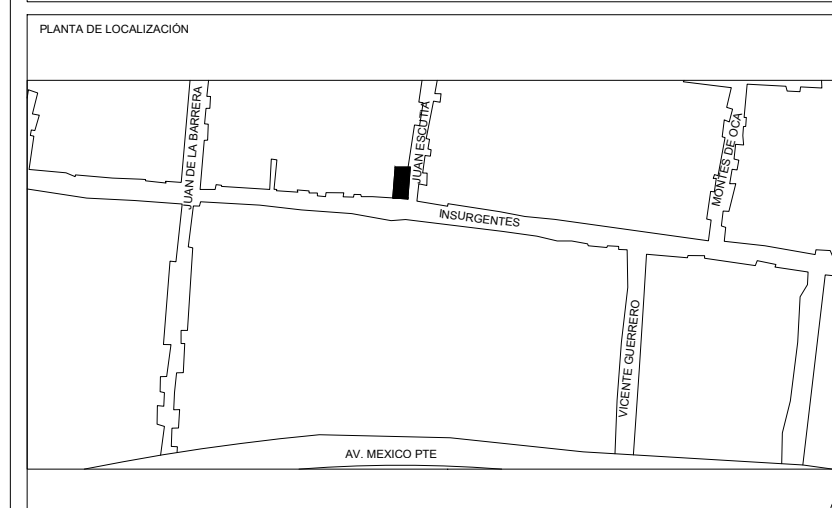 PLANTA DE LOCALIZACIÓN
JUAN DE LA BARRERA
JUAN ESCUTIA
MONTES DE OCA
INSURGENTES
VICENTE GUERRERO
AV. MEXICO PTE